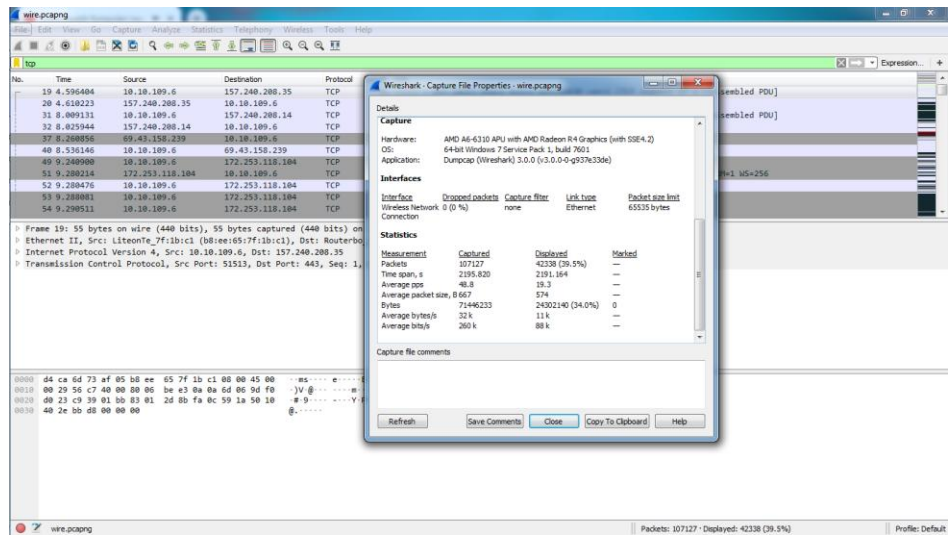 wire.pcapng
File Edit View Go Capture Analyze Statistics Telephony Wireless Tools Help
tcp
Expression... +
No. Time Source Destination Protocol
19 4.596404 10.10.109.6 157.240.208.35 TCP
20 4.610223 157.240.208.35 10.10.109.6 TCP
31 8.009131 10.10.109.6 157.240.208.14 TCP
32 8.025944 157.240.208.14 10.10.109.6 TCP
37 8.260856 69.43.158.239 10.10.109.6 TCP
40 8.536146 10.10.109.6 69.43.158.239 TCP
49 9.240900 10.10.109.6 172.253.118.104 TCP
51 9.280214 172.253.118.104 10.10.109.6 TCP
52 9.280476 10.10.109.6 172.253.118.104 TCP
53 9.288081 10.10.109.6 172.253.118.104 TCP
54 9.290511 10.10.109.6 172.253.118.104 TCP
sembled PDU]
sembled PDU]
=1 WS=256
Frame 19: 55 bytes on wire (440 bits), 55 bytes captured (440 bits) on
Ethernet II, Src: LiteonTe_7f:1b:c1 (b8:ee:65:7f:1b:c1), Dst: Routerbo
Internet Protocol Version 4, Src: 10.10.109.6, Dst: 157.240.208.35
Transmission Control Protocol, Src Port: 51513, Dst Port: 443, Seq: 1,
0000 d4 ca 6d 73 af 05 b8 ee 65 7f 1b c1 08 00 45 00
0010 00 29 56 c7 40 00 80 06 be e3 0a 0a 6d 06 9d f0
0020 d0 23 c9 39 01 bb 83 01 2d 8b fa 0c 59 1a 50 10
0030 40 2e bb d8 00 00 00
Wireshark - Capture File Properties - wire.pcapng
Details
Capture
Hardware: AMD A6-6310 APU with AMD Radeon R4 Graphics (with SSE4.2)
OS: 64-bit Windows 7 Service Pack 1, build 7601
Application: Dumpcap (Wireshark) 3.0.0 (v3.0.0-0-g937e33de)
Interfaces
Interface Dropped packets Capture filter Link type Packet size limit
Wireless Network Connection 0 (0 %) none Ethernet 65535 bytes
Statistics
Measurement Captured Displayed Marked
Packets 107127 42338 (39.5%) —
Time span, s 2195.820 2191.164 —
Average pps 48.8 19.3 —
Average packet size, B 667 574 —
Bytes 71446233 24302140 (34.0%) 0
Average bytes/s 32 k 11 k —
Average bits/s 260 k 88 k —
Capture file comments
Refresh Save Comments Close Copy To Clipboard Help
wire.pcapng
Packets: 107127 · Displayed: 42338 (39.5%)
Profile: Default